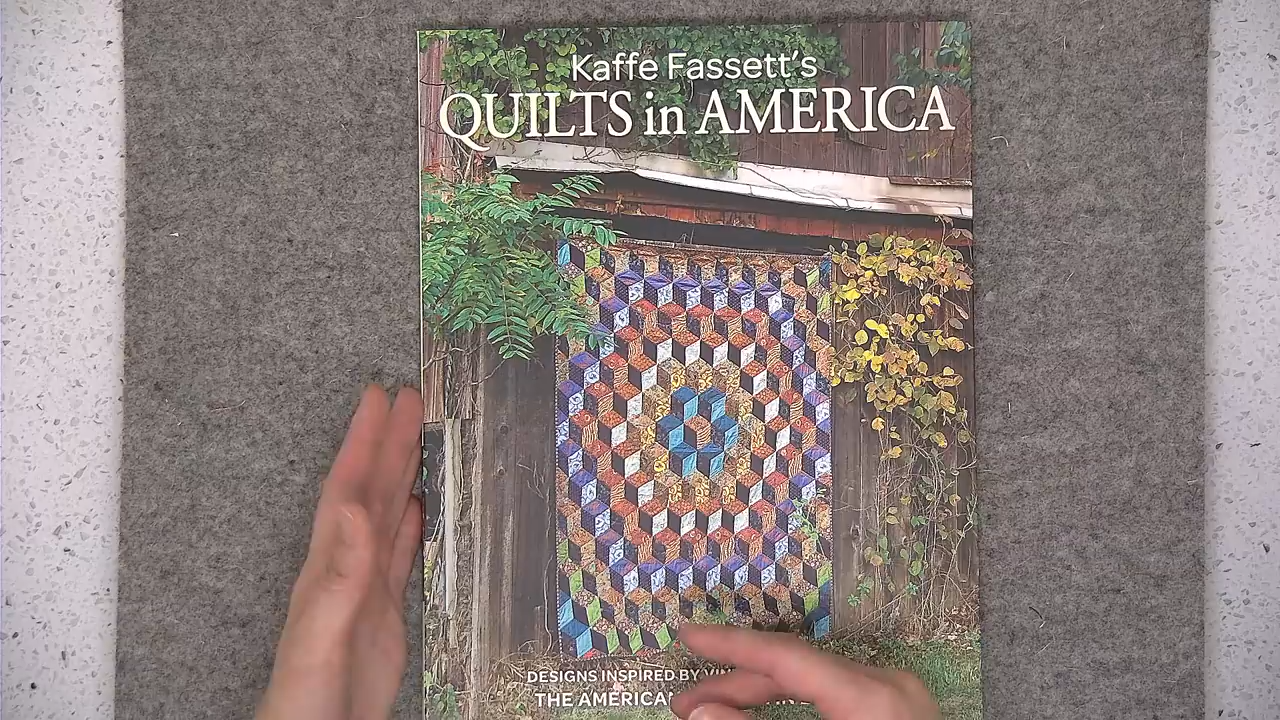 Kaffe Fassett's
QUILTS in AMERICA
DESIGNS INSPIRED BY
THE AMERICAN